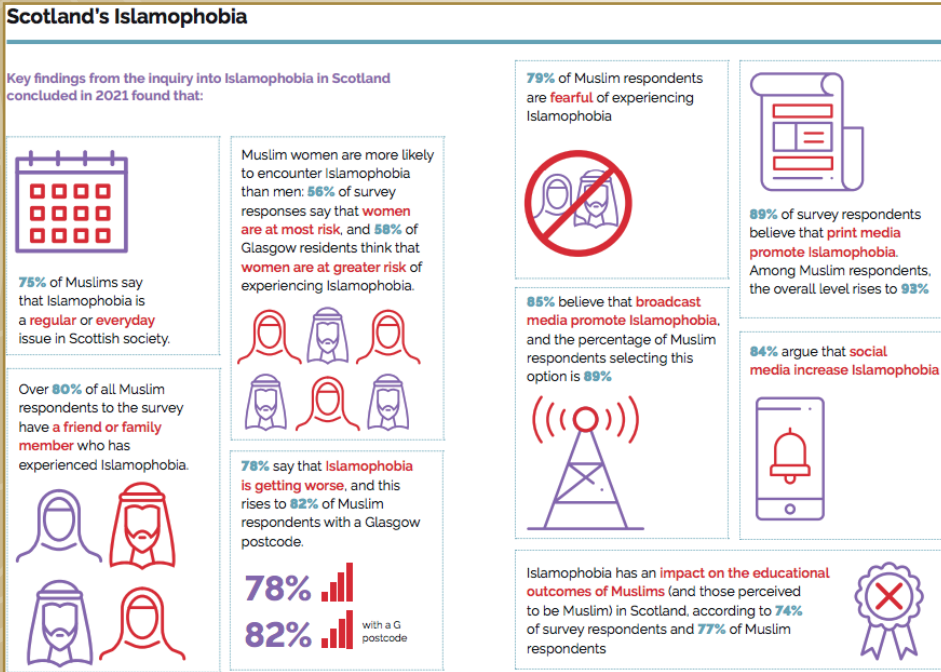 Scotland's Islamophobia
Key findings from the inquiry into Islamophobia in Scotland
concluded in 2021 found that:
75% of Muslims say
that Islamophobia is
a regular or everyday
issue in Scottish society.
Over 80% of all Muslim
respondents to the survey
have a friend or family
member who has
experienced Islamophobia.
Muslim women are more likely
to encounter Islamophobia
than men: 56% of survey
responses say that women
are at most risk, and 58% of
Glasgow residents think that
women are at greater risk of
experiencing Islamophobia.
78% say that Islamophobia
is getting worse, and this
rises to 82% of Muslim
respondents with a Glasgow
postcode.
78%
82%
with a G
postcode
79% of Muslim respondents
are fearful of experiencing
Islamophobia
85% believe that broadcast
media promote Islamophobia,
and the percentage of Muslim
respondents selecting this
option is 89%
89% of survey respondents
believe that print media
promote Islamophobia.
Among Muslim respondents,
the overall level rises to 93%
84% argue that social
media increase Islamophobia
Islamophobia has an impact on the educational
outcomes of Muslims (and those perceived
to be Muslim) in Scotland, according to 74%
of survey respondents and 77% of Muslim
respondents